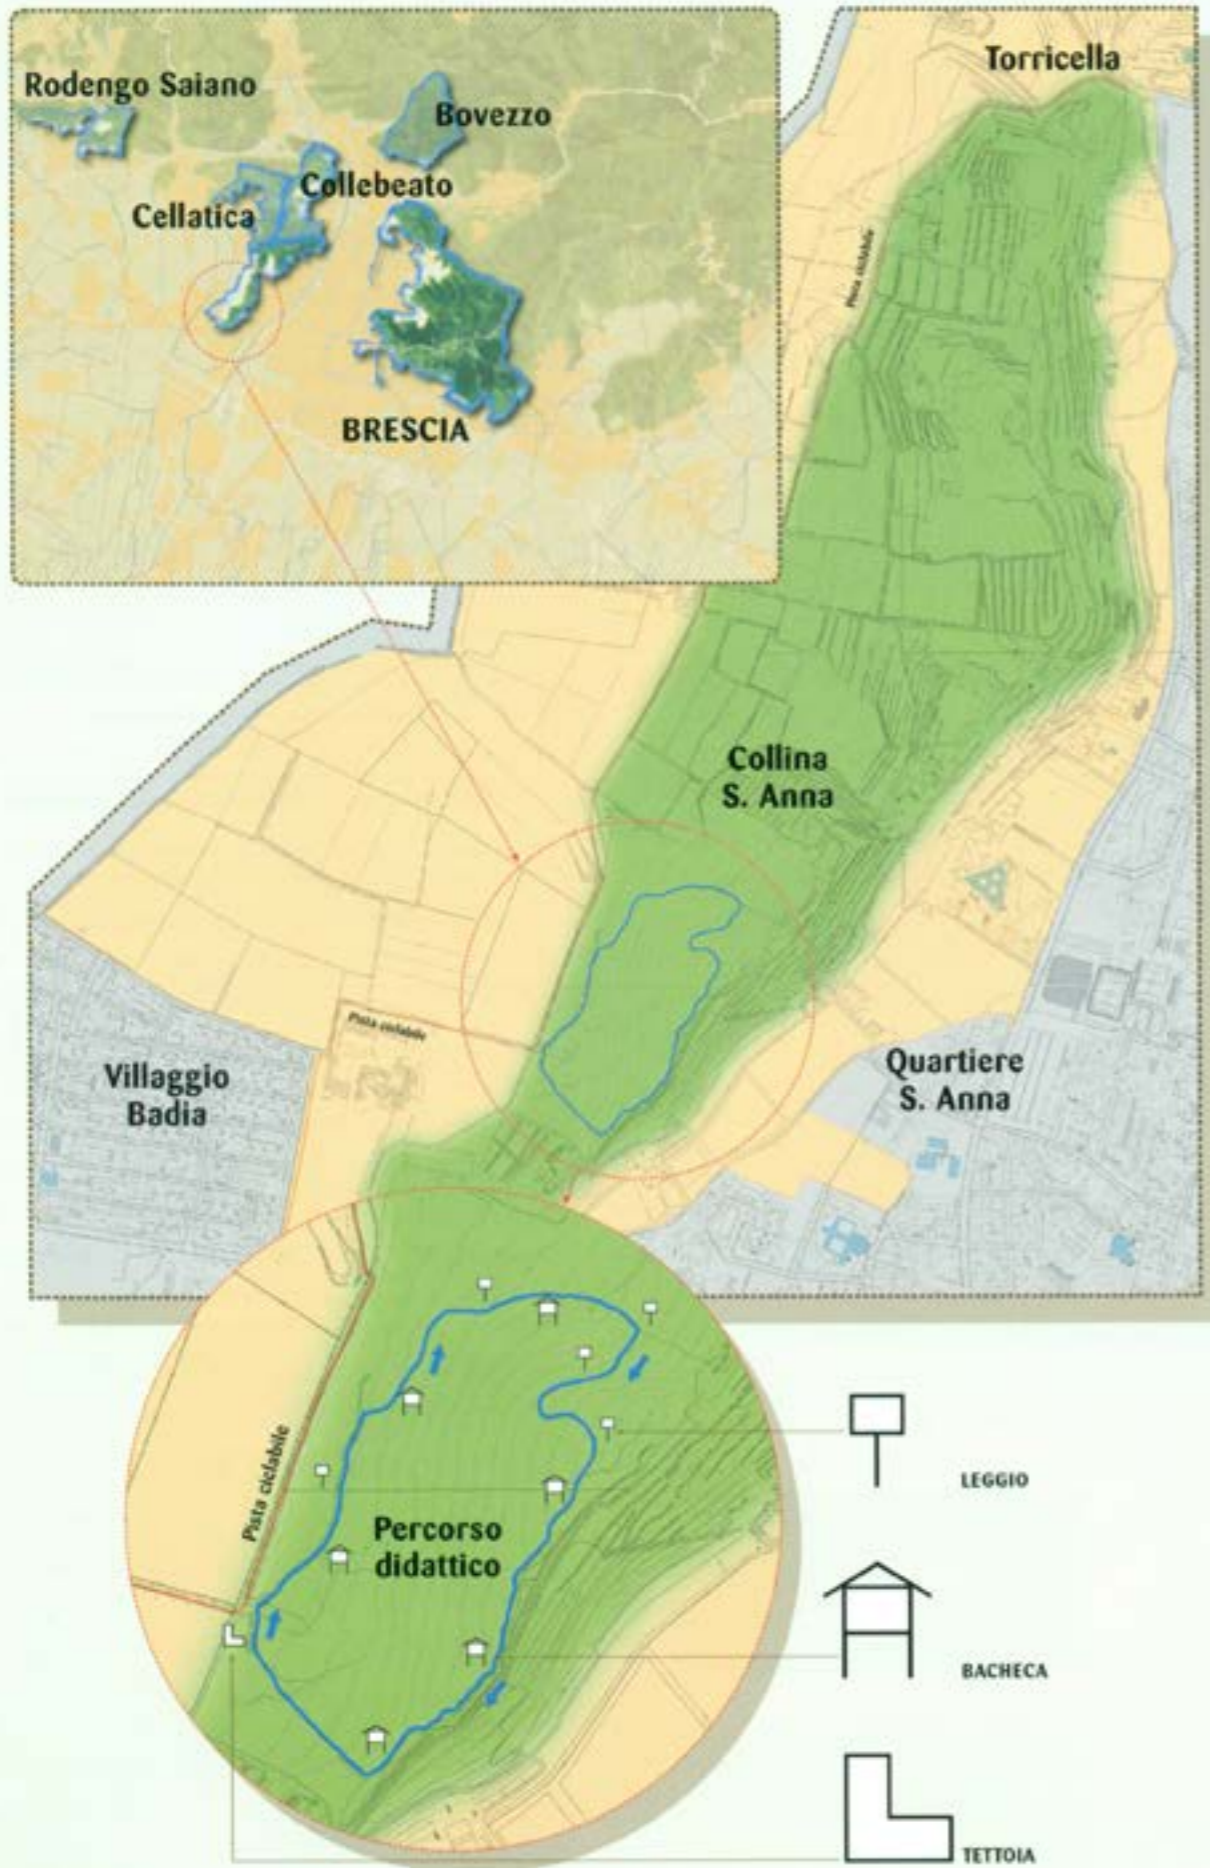 Rodengo Saiano
Bovezzo
Collebeato
Cellatica
BRESCIA
Torricella
Pista ciclabile
Collina
S. Anna
Pista ciclabile
Villaggio
Badia
Quartiere
S. Anna
Pista ciclabile
Percorso
didattico
LEGGIO
BACHECA
TETTOIA